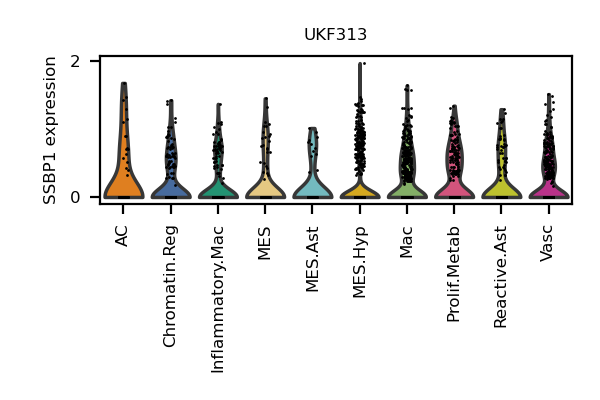 UKF313
SSBP1 expression
2
0
AC
Chromatin.Reg
Inflammatory.Mac
MES
MES.Ast
MES.Hyp
Mac
Prolif.Metab
Reactive.Ast
Vasc